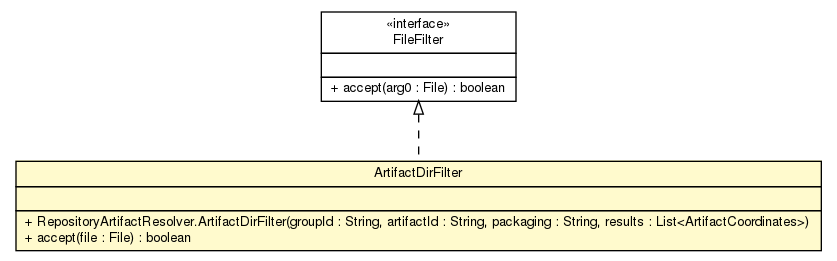 «interface»
FileFilter
+ accept(arg0 : File) : boolean
ArtifactDirFilter
+ RepositoryArtifactResolver.ArtifactDirFilter(groupId : String, artifactId : String, packaging : String, results : List<ArtifactCoordinates>)
+ accept(file : File) : boolean